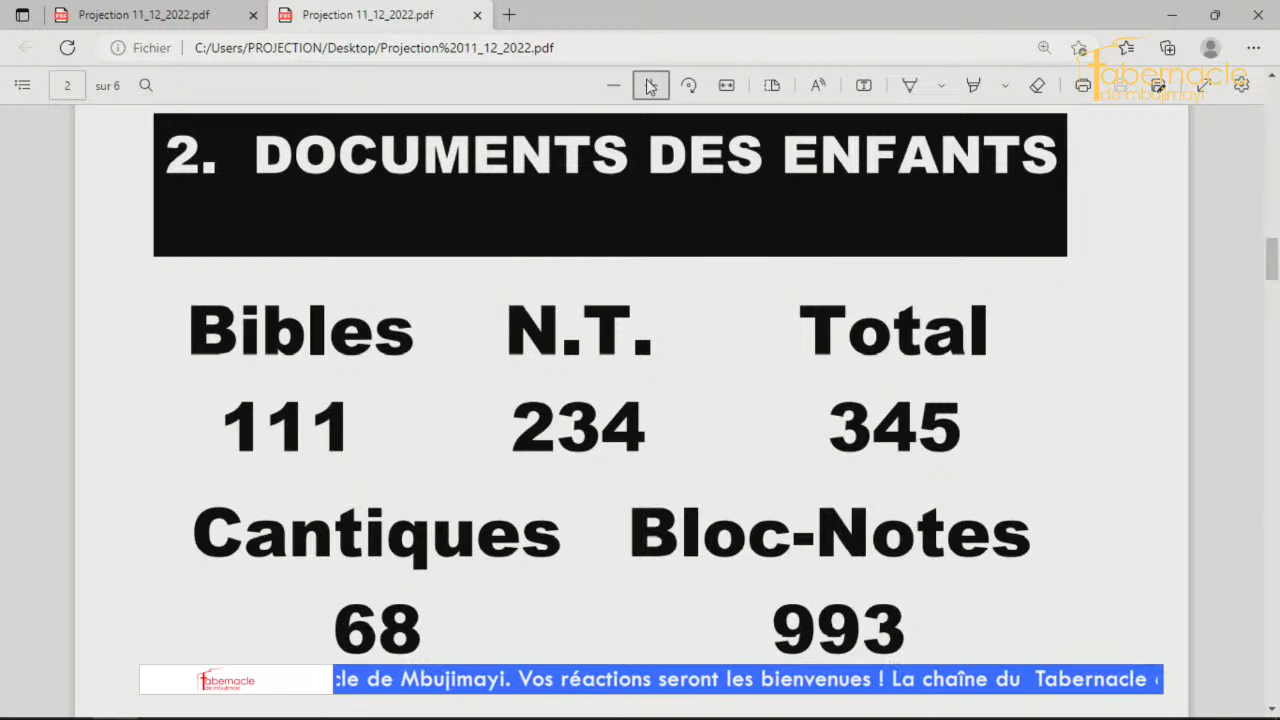 Projection 11_12_2022.pdf
Projection 11_12_2022.pdf
Fichier
C:/Users/PROJECTION/Desktop/Projection%2011_12_2022.pdf
2 sur 6
Tabernacle
de mbujimayi
2. DOCUMENTS DES ENFANTS
Bibles N.T. Total
111 234 345
Cantiques Bloc-Notes
68 993
Tabernacle
de mbujimayi
cle de Mbujimayi. Vos réactions seront les bienvenues ! La chaîne du Tabernacle